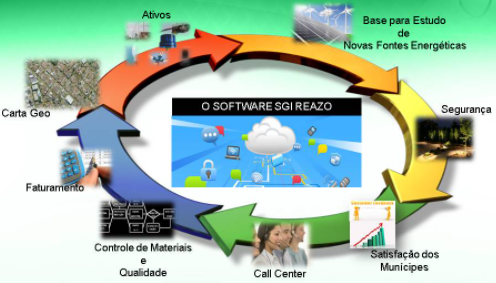 Ativos
Base para Estudo
de
Novas Fontes Energéticas
Carta Geo
O SOFTWARE SGI REAZO
Segurança
Faturamento
Satisfação dos
Munícipes
Controle de Materiais
e
Qualidade
Call Center